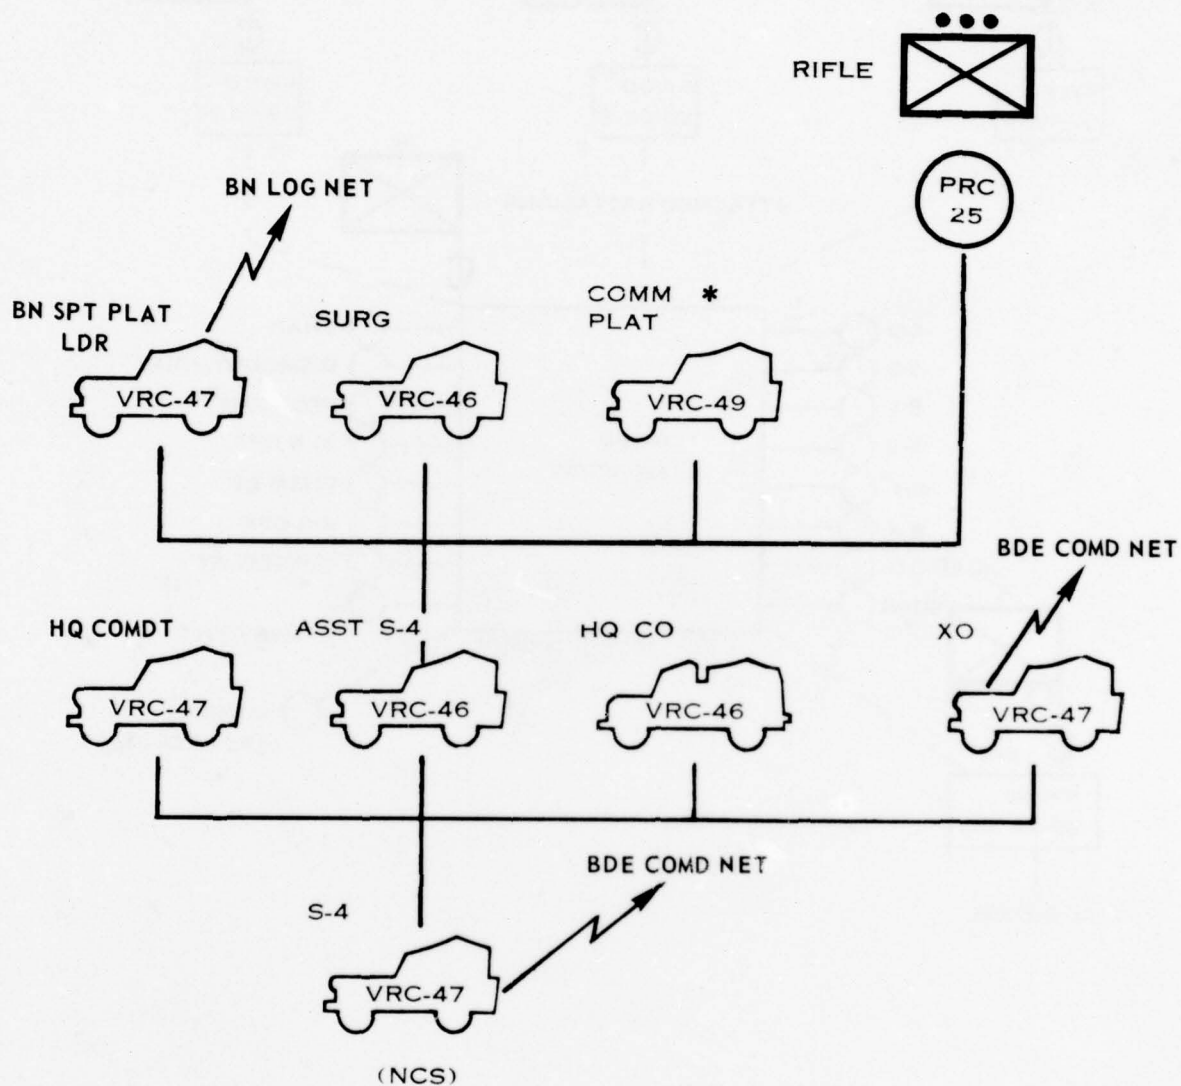 RIFLE
PRC
25
BN LOG NET
BN SPT PLAT
LDR
SURG
COMM *
PLAT
VRC-47
VRC-46
VRC-49
BDE COMD NET
HQ COMDT
ASST S-4
HQ CO
XO
VRC-47
VRC-46
VRC-46
VRC-47
BDE COMD NET
S-4
VRC-47
(NCS)